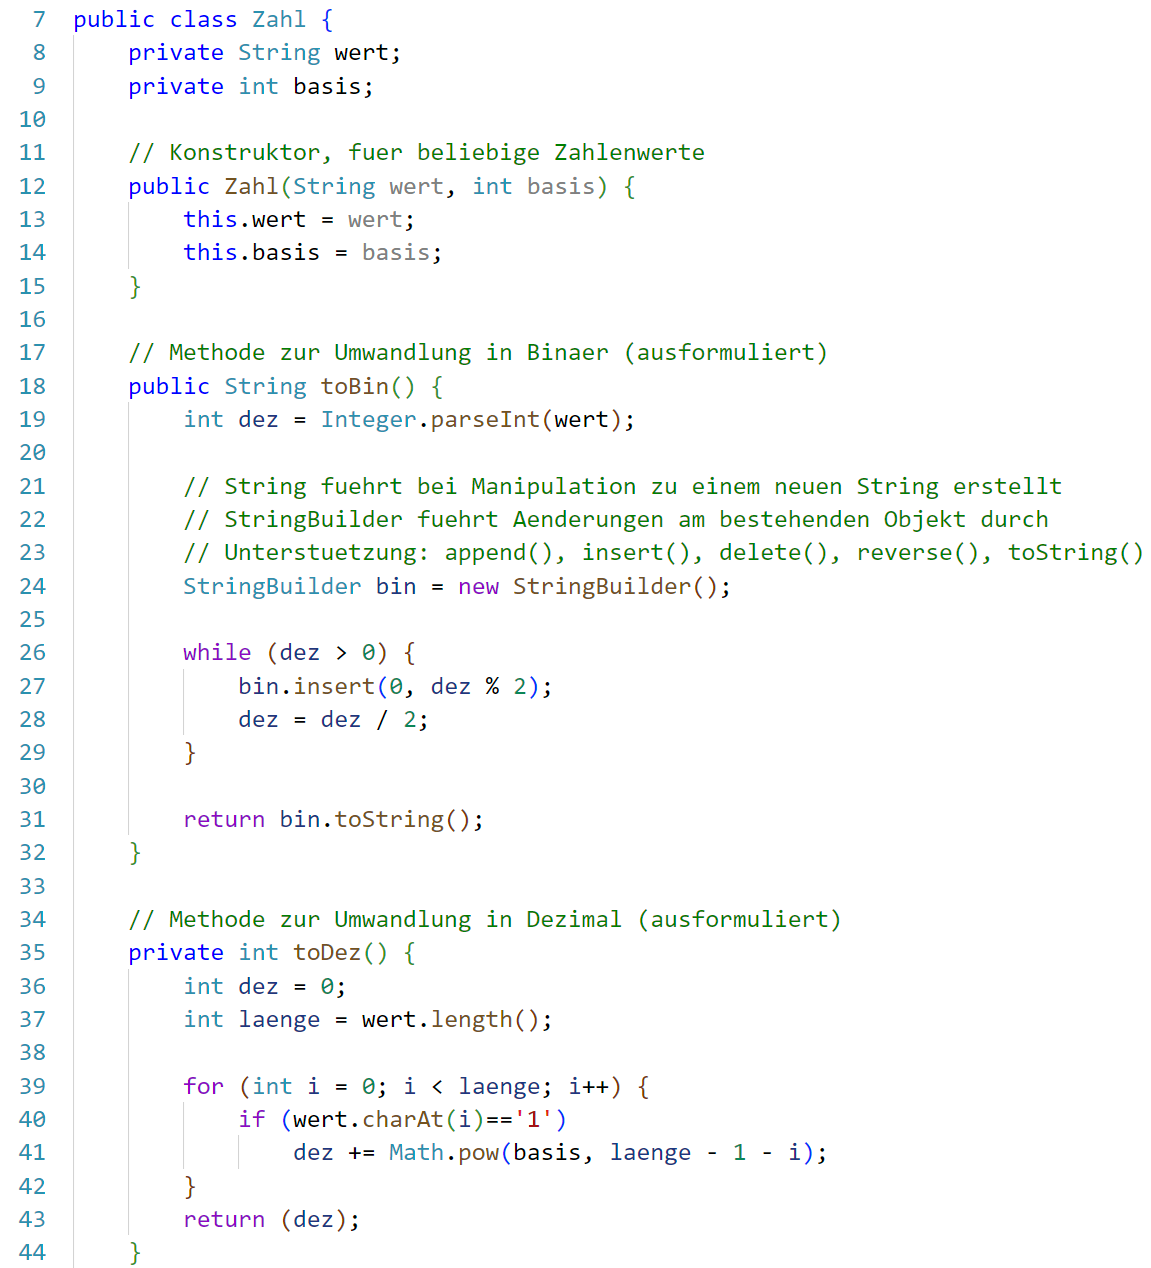 7 public class Zahl {
8     private String wert;
9     private int basis;
10
11     // Konstruktor, fuer beliebige Zahlenwerte
12     public Zahl(String wert, int basis) {
13         this.wert = wert;
14         this.basis = basis;
15     }
16
17     // Methode zur Umwandlung in Binaer (ausformuliert)
18     public String toBin() {
19         int dez = Integer.parseInt(wert);
20
21         // String fuehrt bei Manipulation zu einem neuen String erstellt
22         // StringBuilder fuehrt Aenderungen am bestehenden Objekt durch
23         // Unterstuetzung: append(), insert(), delete(), reverse(), toString()
24         StringBuilder bin = new StringBuilder();
25
26         while (dez > 0) {
27             bin.insert(0, dez % 2);
28             dez = dez / 2;
29         }
30
31         return bin.toString();
32     }
33
34     // Methode zur Umwandlung in Dezimal (ausformuliert)
35     private int toDez() {
36         int dez = 0;
37         int laenge = wert.length();
38
39         for (int i = 0; i < laenge; i++) {
40             if (wert.charAt(i)=='1')
41                 dez += Math.pow(basis, laenge - 1 - i);
42         }
43         return (dez);
44     }